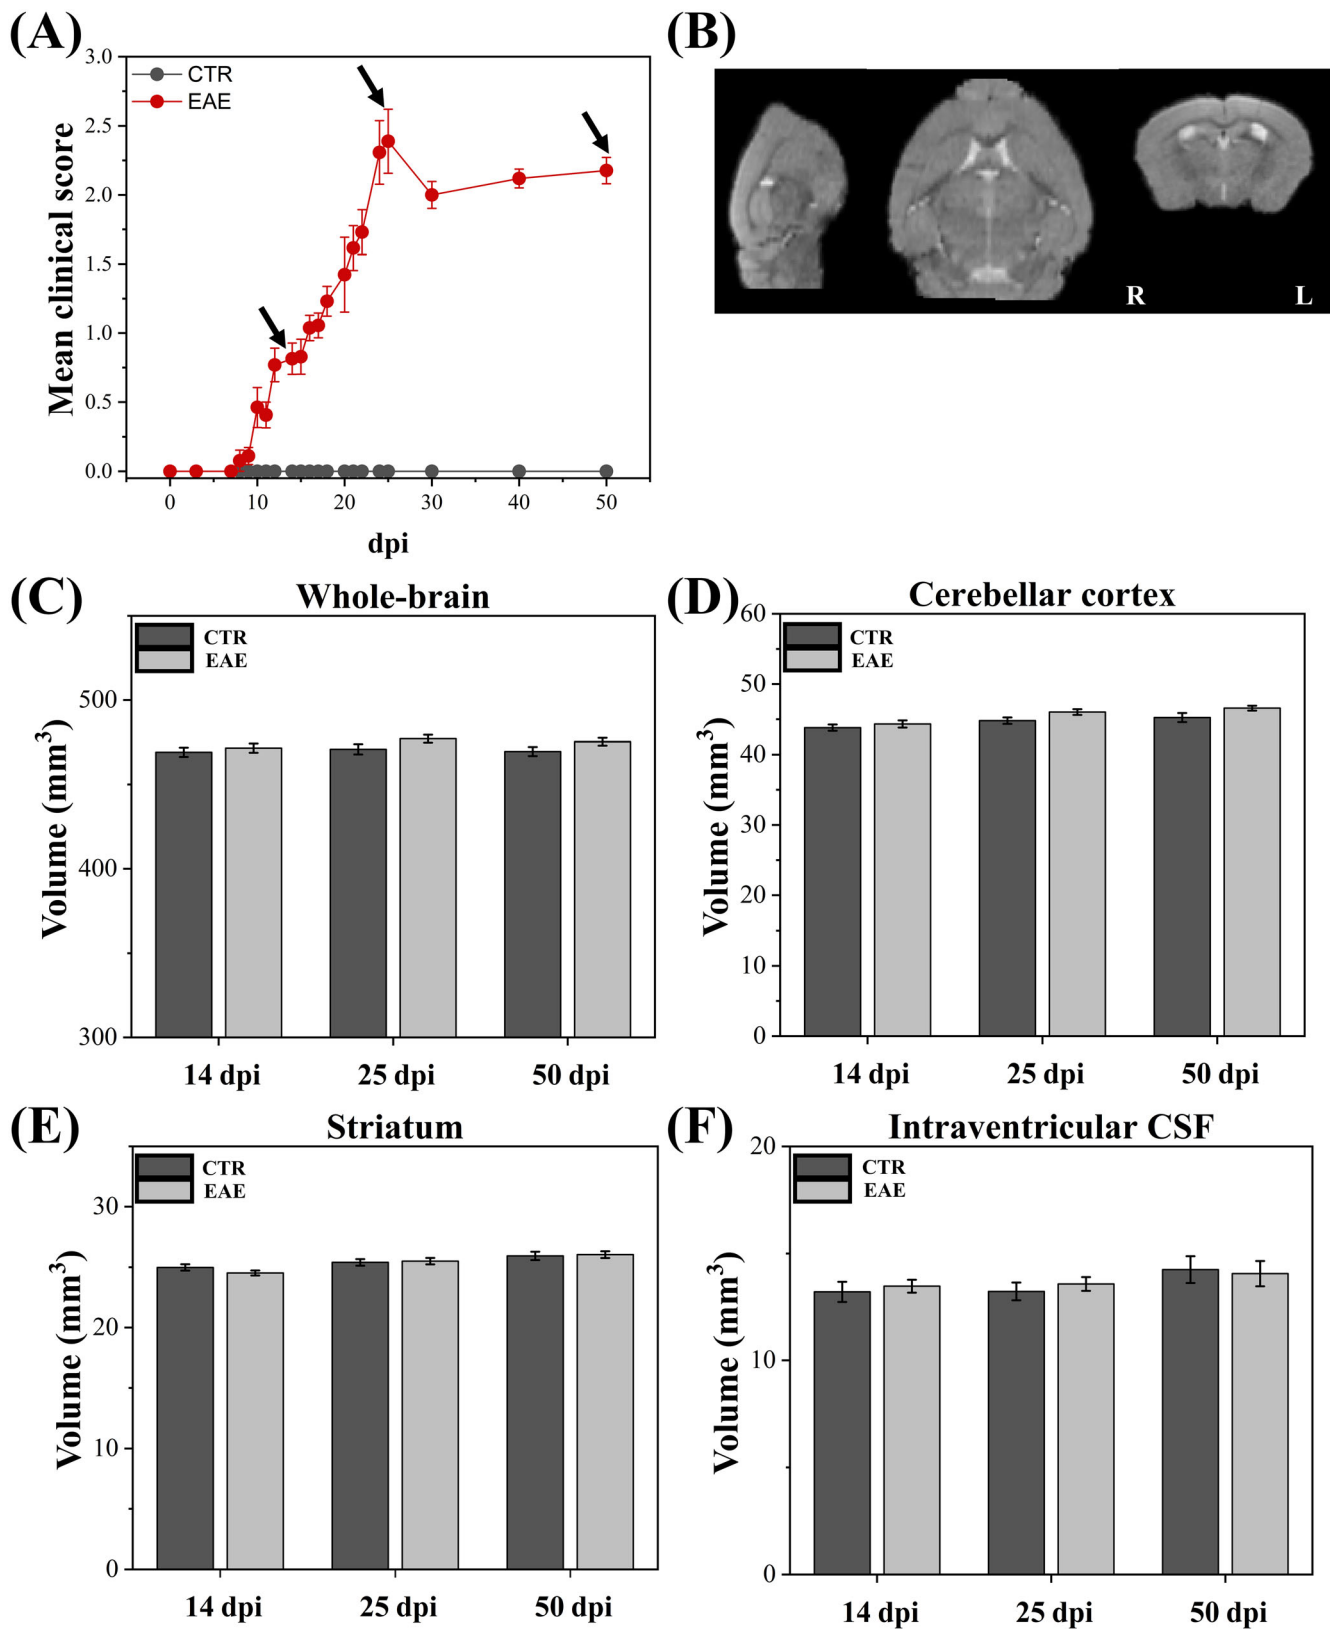 (A)
3.0
2.5
2.0
1.5
1.0
0.5
0.0
Mean clinical score
CTR
EAE
0 10 20 30 40 50
dpi
(B)
R L
(C)
Whole-brain
CTR
EAE
500
400
300
Volume (mm³)
14 dpi 25 dpi 50 dpi
(D)
Cerebellar cortex
CTR
EAE
60
50
40
30
20
10
0
Volume (mm³)
14 dpi 25 dpi 50 dpi
(E)
Striatum
CTR
EAE
30
20
10
0
Volume (mm³)
14 dpi 25 dpi 50 dpi
(F)
Intraventricular CSF
CTR
EAE
20
10
0
Volume (mm³)
14 dpi 25 dpi 50 dpi